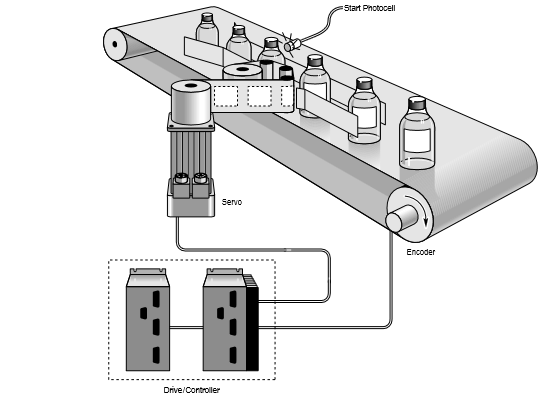 Start Photocell
Servo
Encoder
Drive/Controller